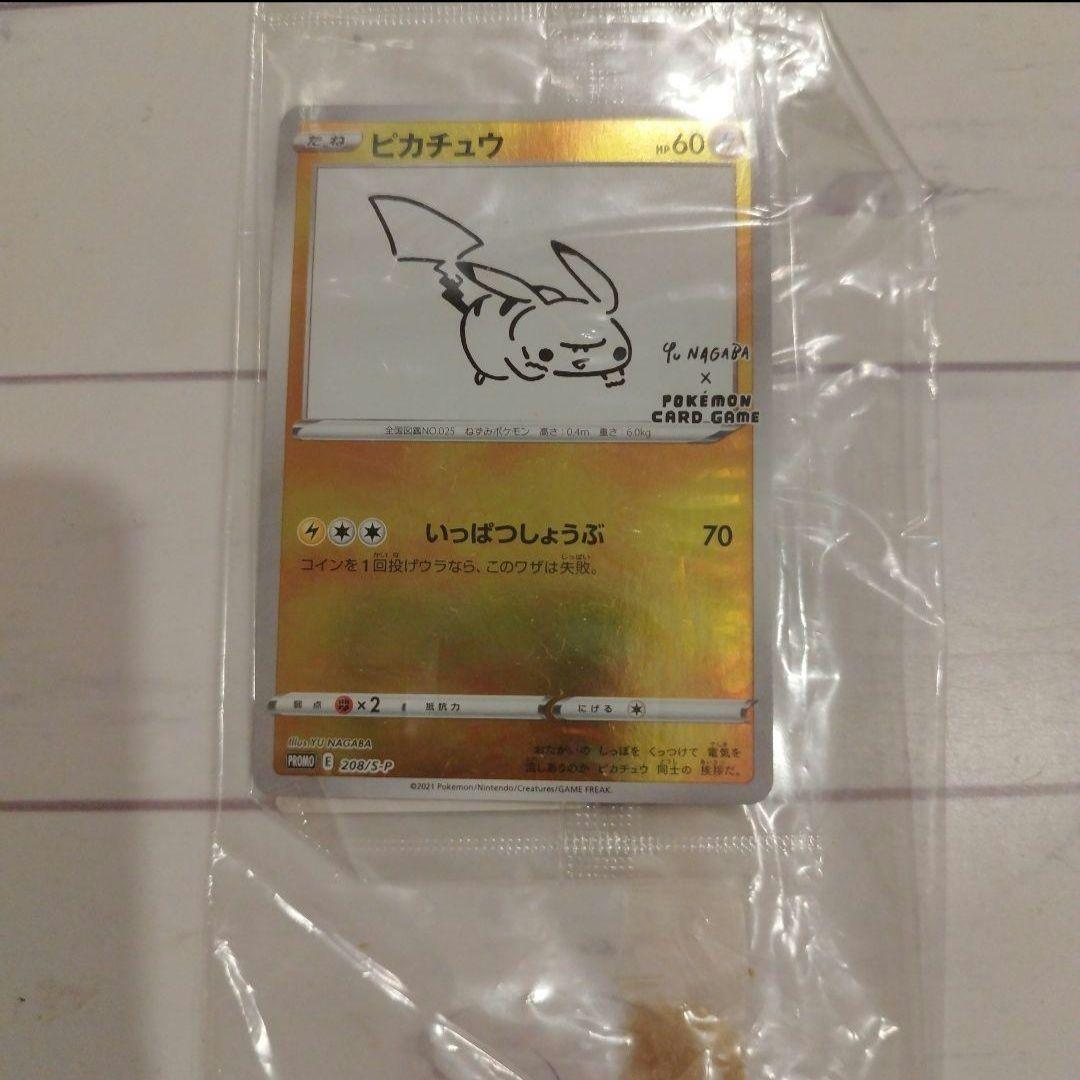 たね ピカチュウ HP60
YU NAGABA
×
POKÉMON
CARD GAME
全国図鑑NO.025 ねずみポケモン 高さ：0.4m 重さ：6.0kg
いっぱつしょうぶ 70
コインを1回投げウラなら、このワザは失敗。
弱点 ×2 抵抗力 にげる
Illus. YU NAGABA
PROMO E 208/S-P
おたがいの しっぽを くっつけて 電気を
流しあうのが ピカチュウ 同士の 挨拶だ。
©2021 Pokémon/Nintendo/Creatures/GAME FREAK.